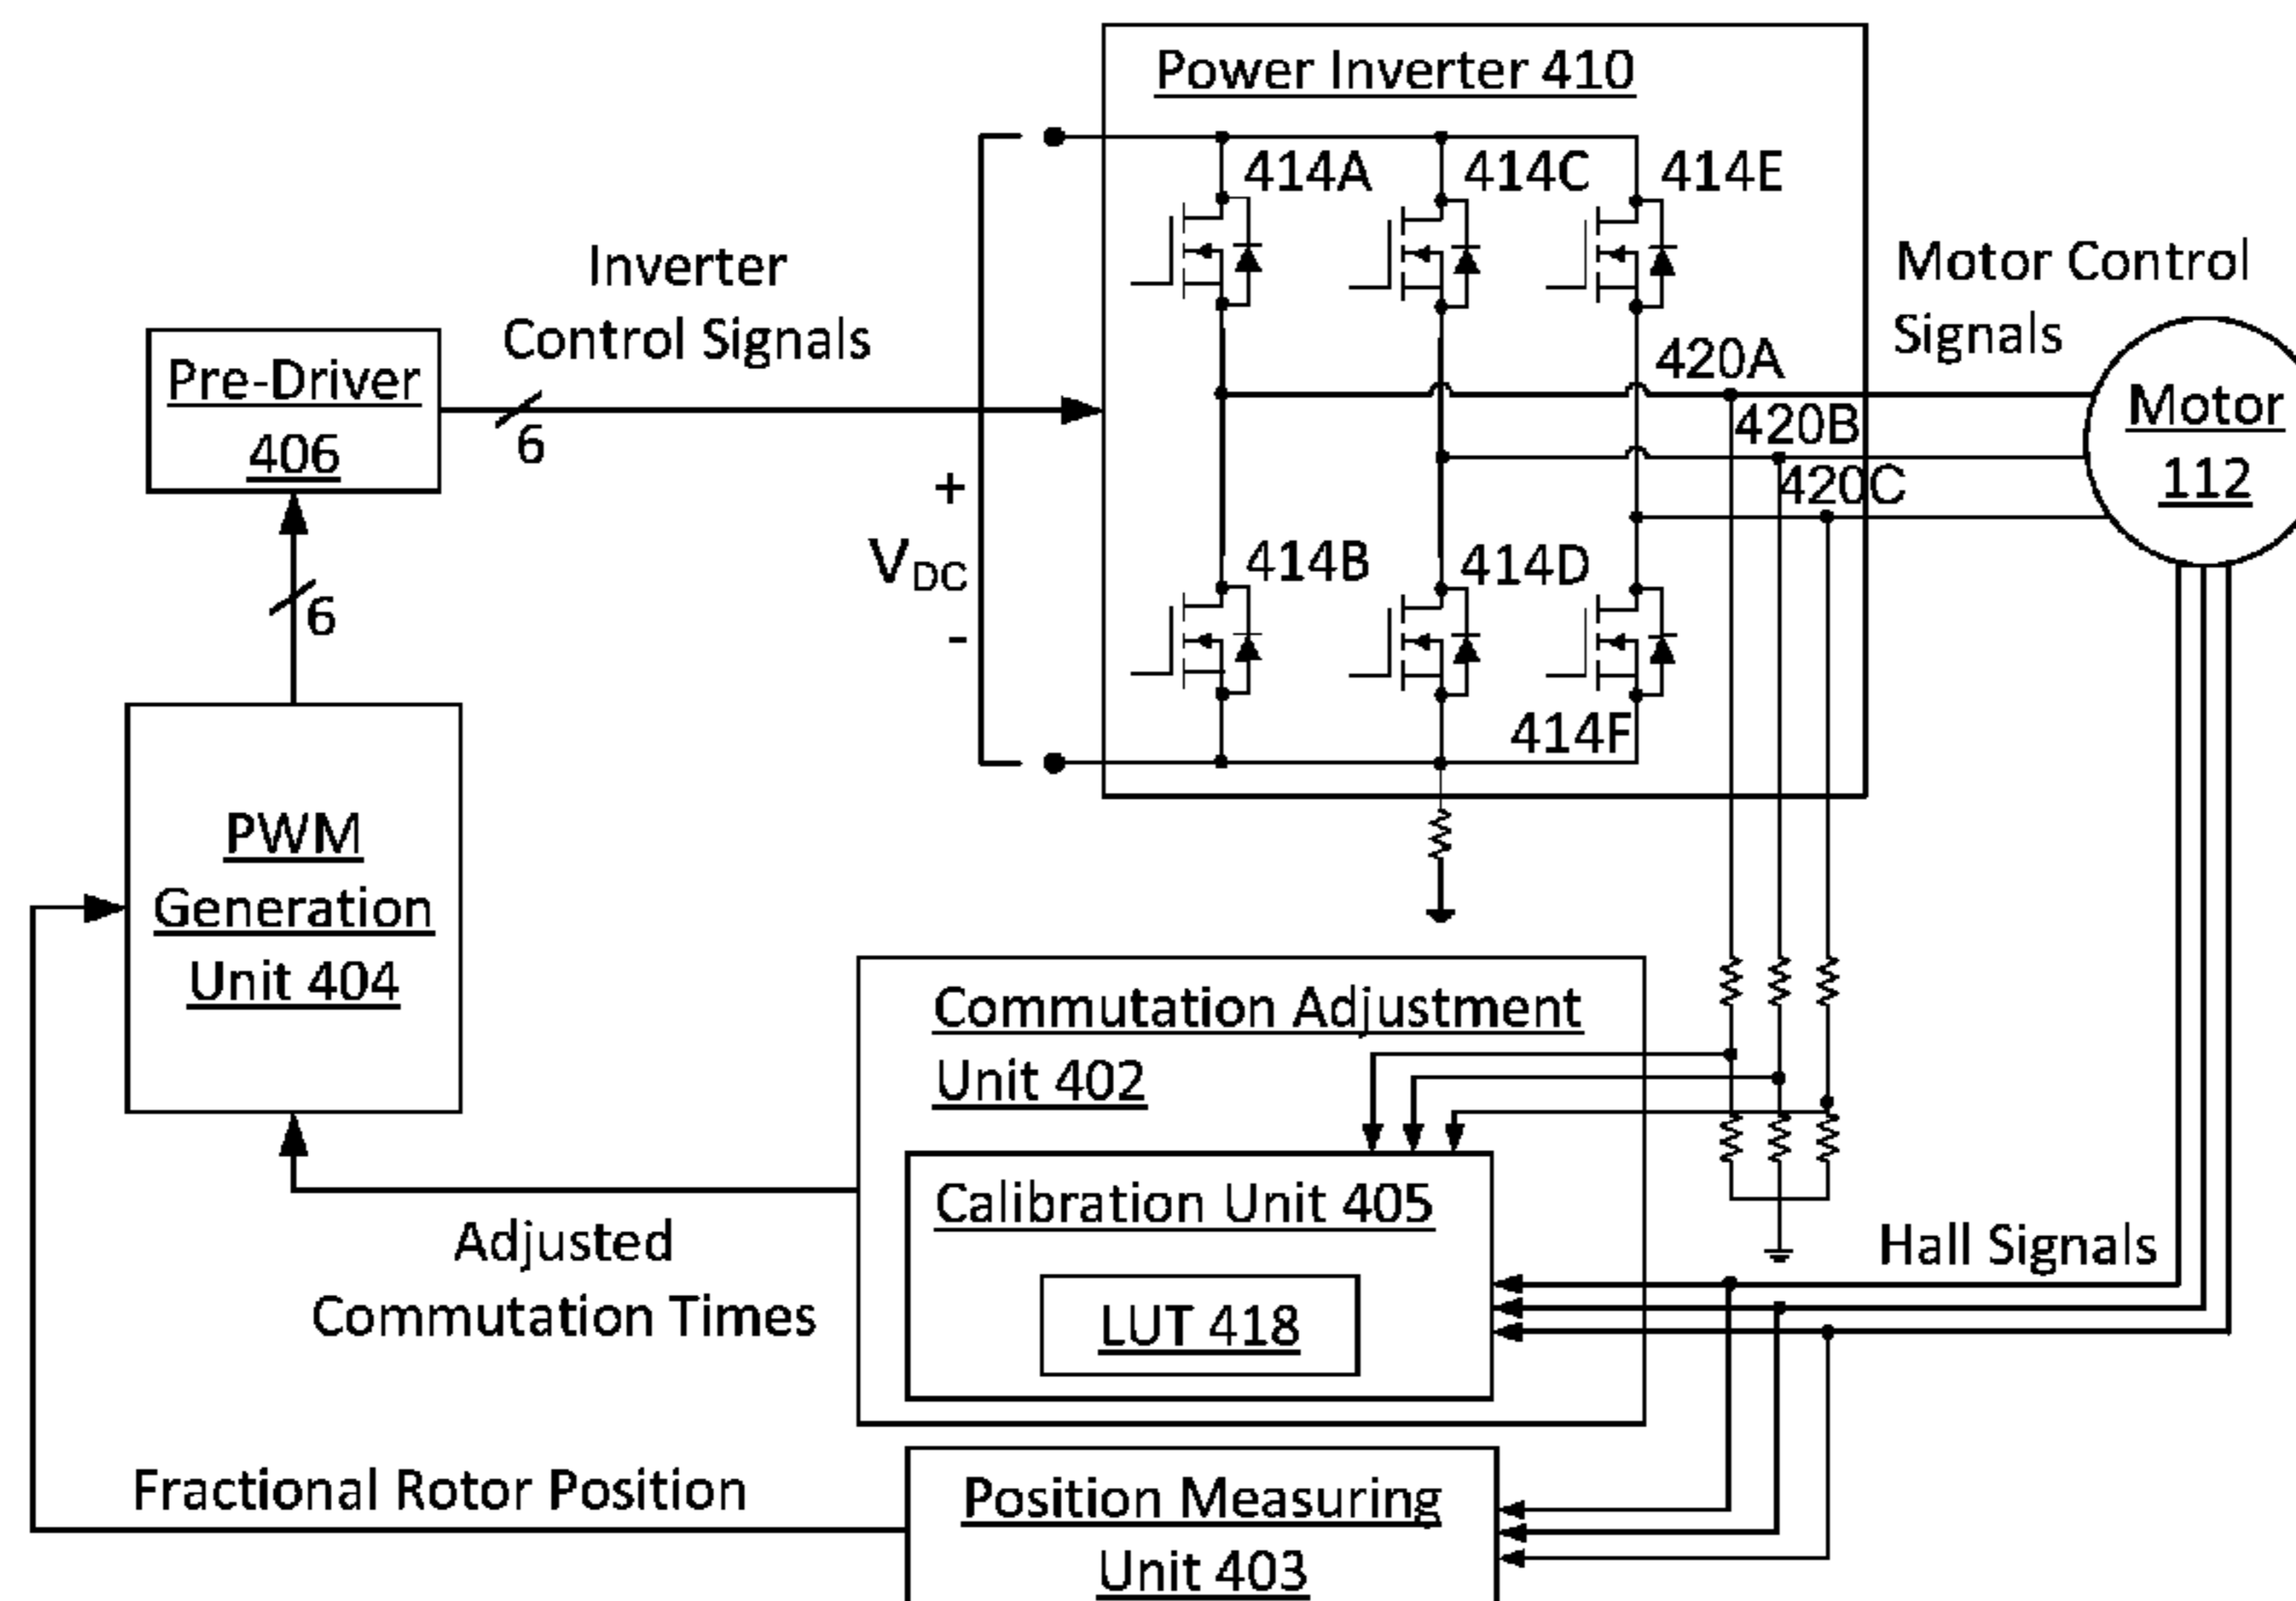 Power Inverter 410
414A
414C
414E
Inverter
Control Signals
Motor Control
Signals
Pre-Driver
406
6
420A
420B
420C
Motor
112
+
V_DC
-
414B
414D
414F
6
PWM
Generation
Unit 404
Commutation Adjustment
Unit 402
Calibration Unit 405
LUT 418
Hall Signals
Adjusted
Commutation Times
Fractional Rotor Position
Position Measuring
Unit 403